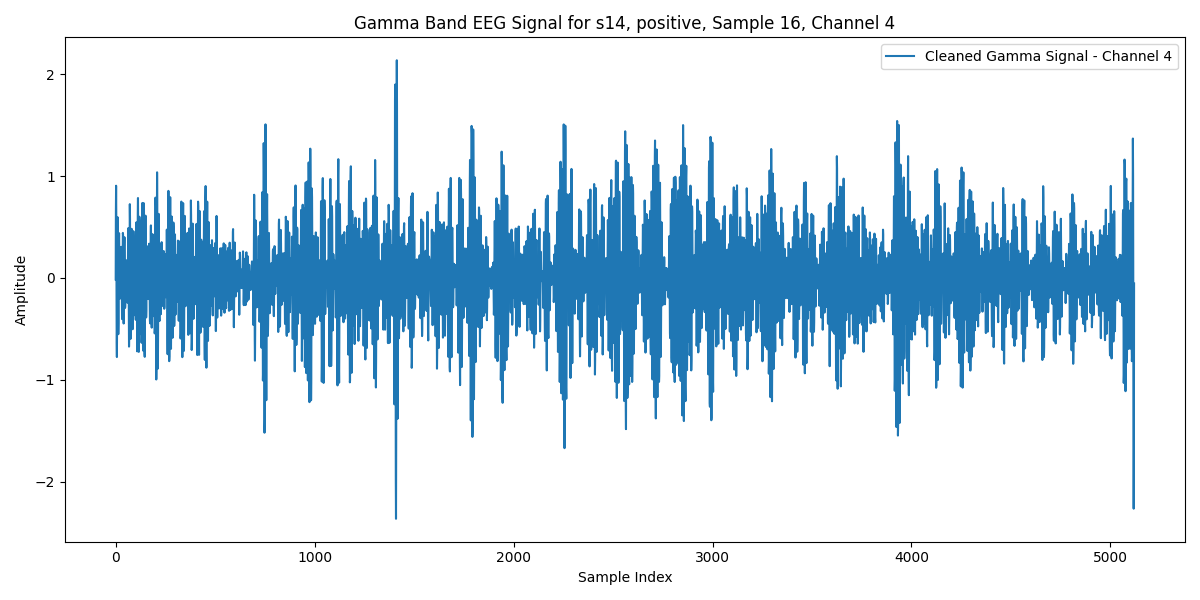 Gamma Band EEG Signal for s14, positive, Sample 16, Channel 4
Cleaned Gamma Signal - Channel 4
2
1
0
−1
−2
Amplitude
0 1000 2000 3000 4000 5000
Sample Index